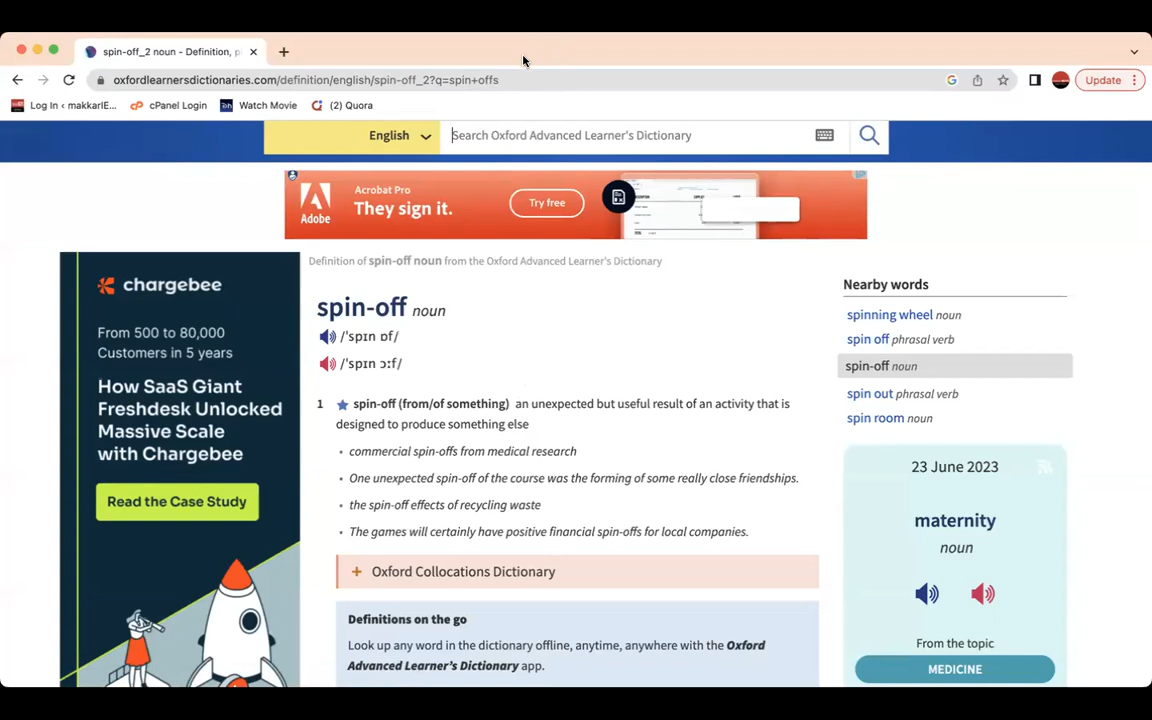 spin-off_2 noun - Definition, p
oxfordlearnersdictionaries.com/definition/english/spin-off_2?q=spin+offs
Update
Log In ‹ makkarIE...
cPanel Login
Watch Movie
(2) Quora
English
Search Oxford Advanced Learner's Dictionary
Adobe
Acrobat Pro
They sign it.
Try free
chargebee
From 500 to 80,000
Customers in 5 years
How SaaS Giant
Freshdesk Unlocked
Massive Scale
with Chargebee
Read the Case Study
Definition of spin-off noun from the Oxford Advanced Learner's Dictionary
spin-off noun
/ˈspɪn ɒf/
/ˈspɪn ɔːf/
1 spin-off (from/of something) an unexpected but useful result of an activity that is
designed to produce something else
• commercial spin-offs from medical research
• One unexpected spin-off of the course was the forming of some really close friendships.
• the spin-off effects of recycling waste
• The games will certainly have positive financial spin-offs for local companies.
+ Oxford Collocations Dictionary
Definitions on the go
Look up any word in the dictionary offline, anytime, anywhere with the Oxford
Advanced Learner's Dictionary app.
Nearby words
spinning wheel noun
spin off phrasal verb
spin-off noun
spin out phrasal verb
spin room noun
23 June 2023
maternity
noun
From the topic
MEDICINE